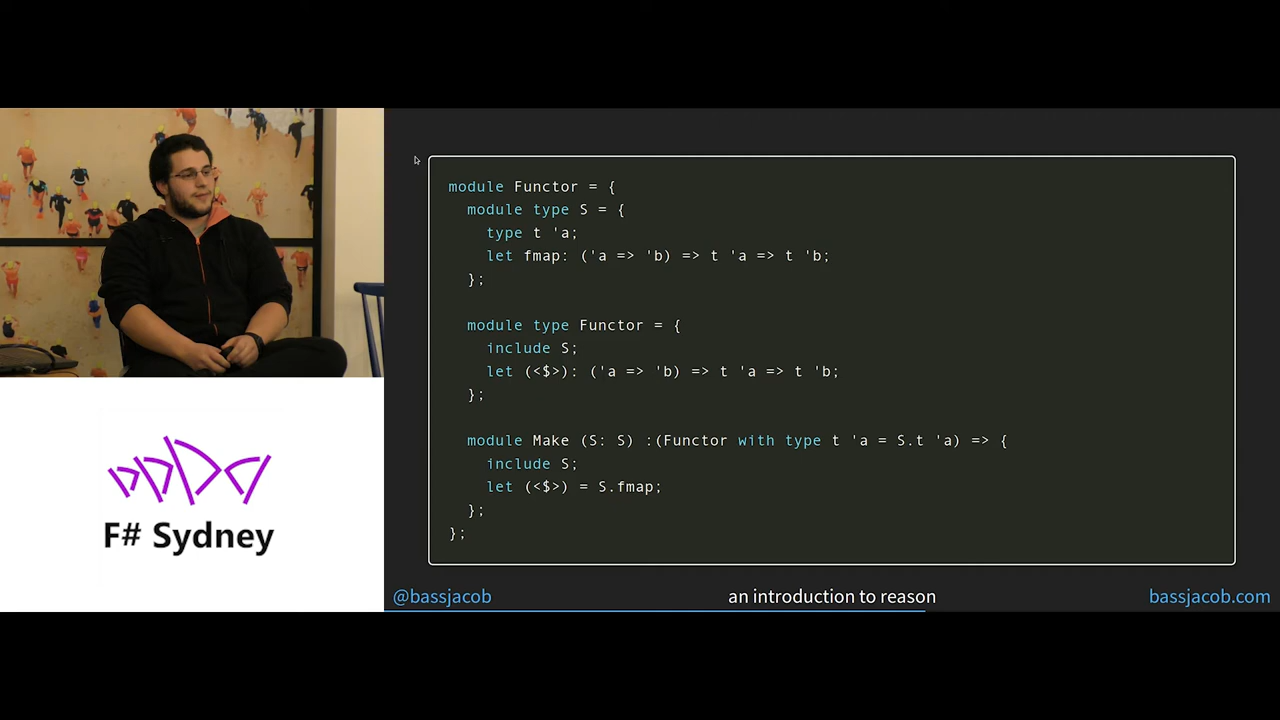 module Functor = {
  module type S = {
    type t 'a;
    let fmap: ('a => 'b) => t 'a => t 'b;
  };

  module type Functor = {
    include S;
    let (<$>): ('a => 'b) => t 'a => t 'b;
  };

  module Make (S: S) :(Functor with type t 'a = S.t 'a) => {
    include S;
    let (<$>) = S.fmap;
  };
};
F# Sydney
@bassjacob
an introduction to reason
bassjacob.com